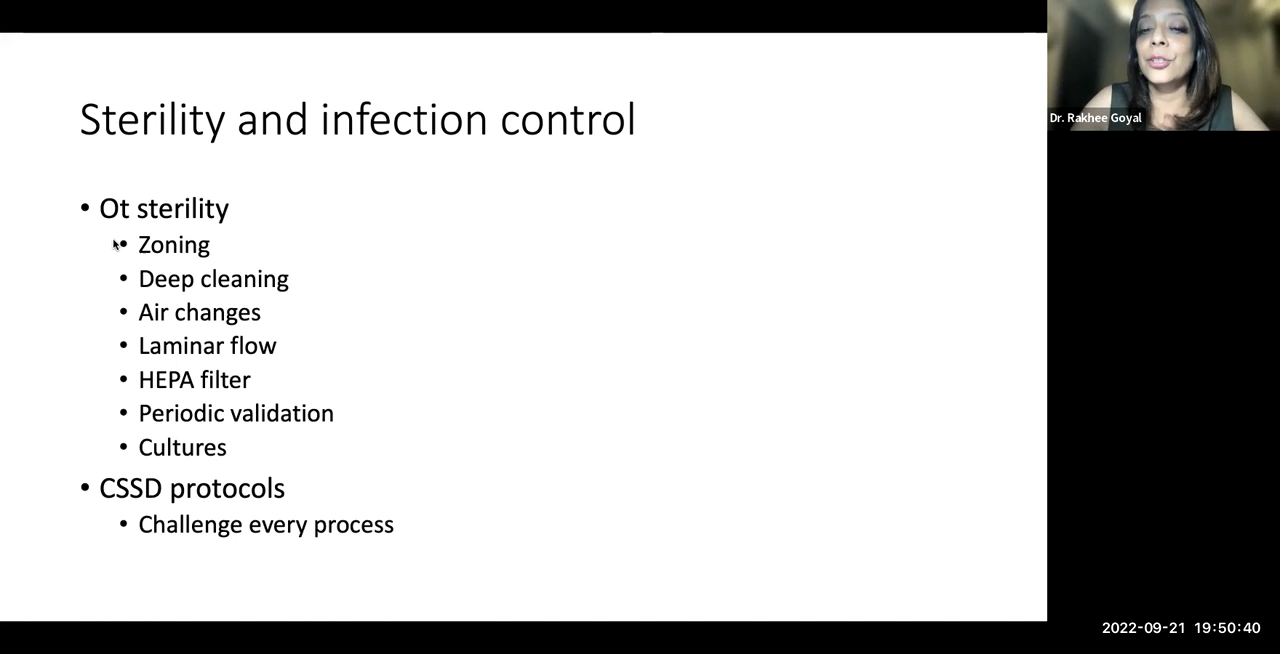 Sterility and infection control
• Ot sterility
• Zoning
• Deep cleaning
• Air changes
• Laminar flow
• HEPA filter
• Periodic validation
• Cultures
• CSSD protocols
• Challenge every process
Dr. Rakhee Goyal
2022-09-21 19:50:40